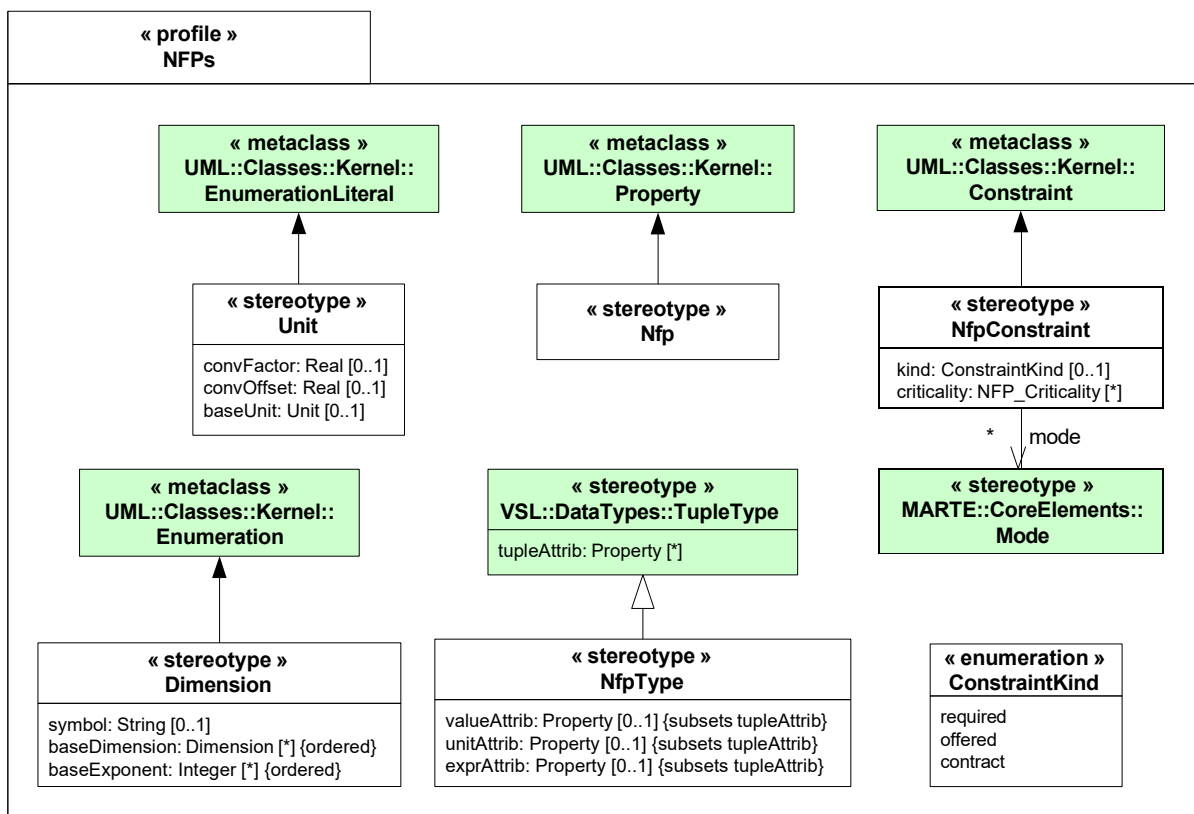 « profile »
NFPs
« metaclass »
UML::Classes::Kernel::
EnumerationLiteral
« metaclass »
UML::Classes::Kernel::
Property
« metaclass »
UML::Classes::Kernel::
Constraint
« stereotype »
Unit
convFactor: Real [0..1]
convOffset: Real [0..1]
baseUnit: Unit [0..1]
« stereotype »
Nfp
« stereotype »
NfpConstraint
kind: ConstraintKind [0..1]
criticality: NFP_Criticality [*]
* mode
« metaclass »
UML::Classes::Kernel::
Enumeration
« stereotype »
VSL::DataTypes::TupleType
tupleAttrib: Property [*]
« stereotype »
MARTE::CoreElements::
Mode
« stereotype »
Dimension
symbol: String [0..1]
baseDimension: Dimension [*] {ordered}
baseExponent: Integer [*] {ordered}
« stereotype »
NfpType
valueAttrib: Property [0..1] {subsets tupleAttrib}
unitAttrib: Property [0..1] {subsets tupleAttrib}
exprAttrib: Property [0..1] {subsets tupleAttrib}
« enumeration »
ConstraintKind
required
offered
contract